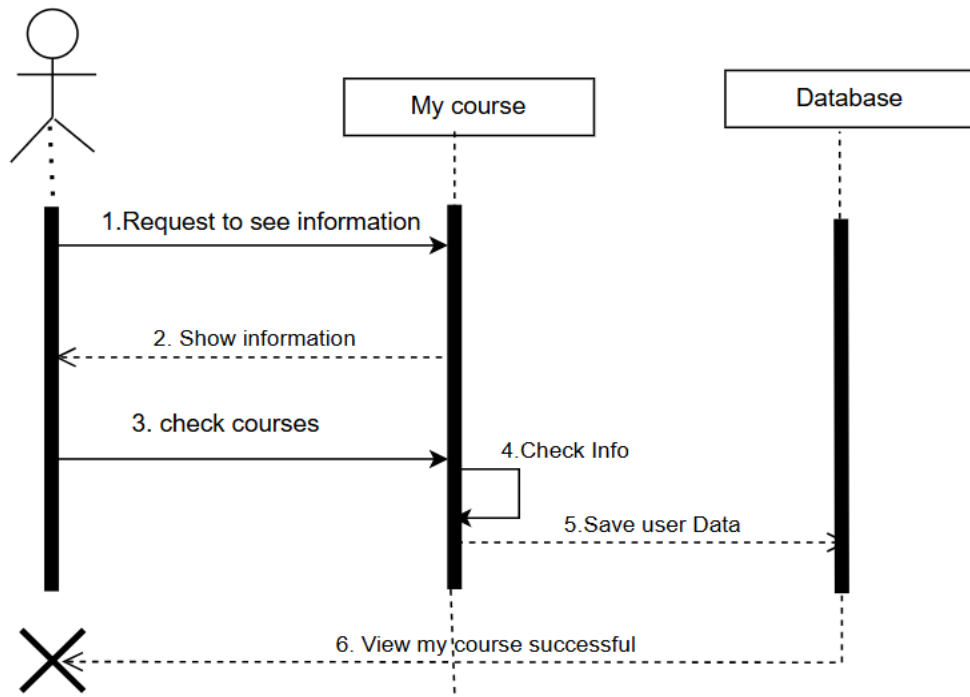 My course
Database
1.Request to see information
2. Show information
3. check courses
4.Check Info
5.Save user Data
6. View my course successful